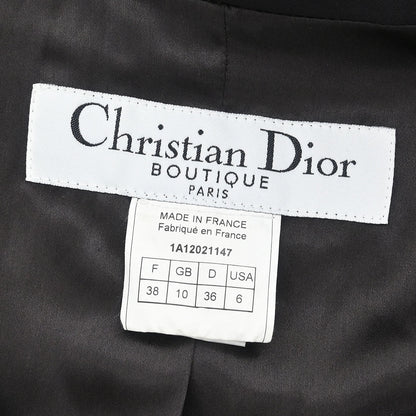 Christian Dior
BOUTIQUE
PARIS
MADE IN FRANCE
Fabriqué en France
1A12021147
F GB D USA
38 10 36 6